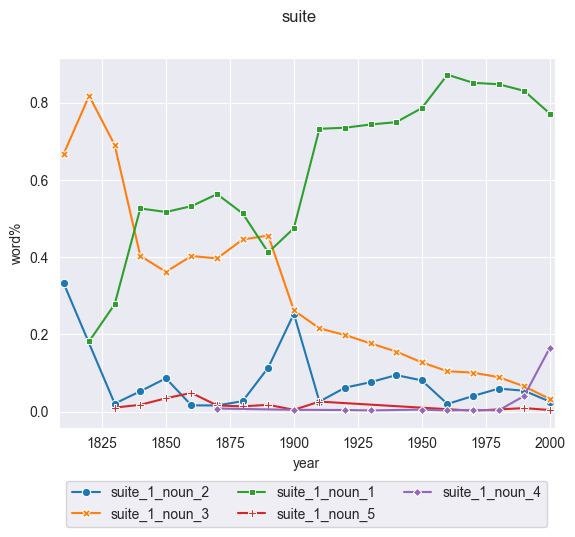 suite
0.8
0.6
0.4
0.2
0.0
word%
1825 1850 1875 1900 1925 1950 1975 2000
year
suite_1_noun_2 suite_1_noun_1 suite_1_noun_4
suite_1_noun_3 suite_1_noun_5